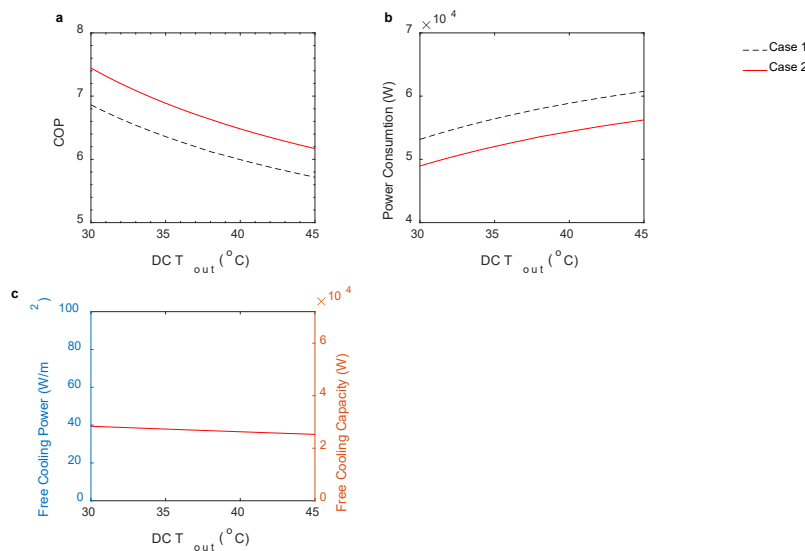 a
8
7
6
5
COP
30
35
40
45
DC T out (°C)
b
× 10 4
7
6
5
4
Power Consumtion (W)
30
35
40
45
DC T out (°C)
Case 1
Case 2
c
100
80
60
40
20
0
Free Cooling Power (W/m 2 )
× 10 4
6
4
2
0
Free Cooling Capacity (W)
30
35
40
45
DC T out (°C)